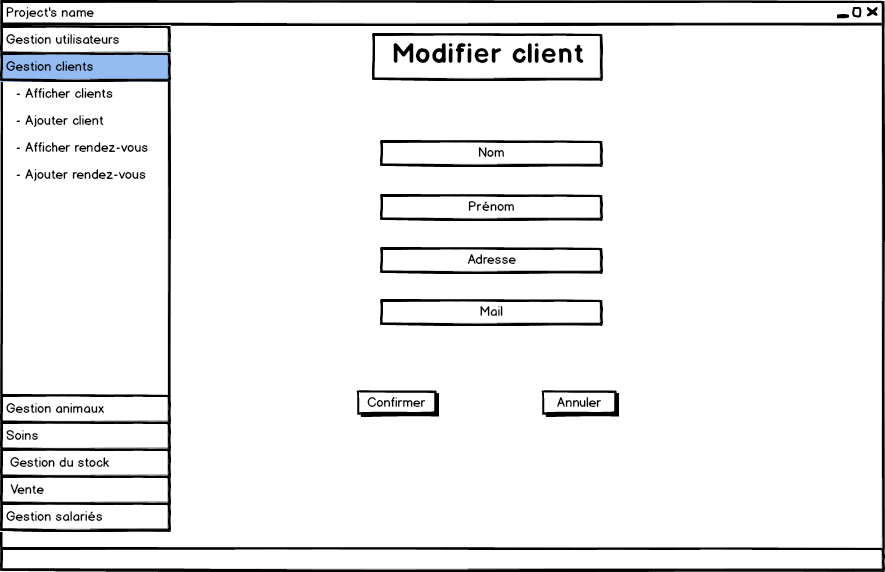 Project's name
Gestion utilisateurs
Gestion clients
- Afficher clients
- Ajouter client
- Afficher rendez-vous
- Ajouter rendez-vous
Gestion animaux
Soins
Gestion du stock
Vente
Gestion salariés
Modifier client
Nom
Prénom
Adresse
Mail
Confirmer
Annuler